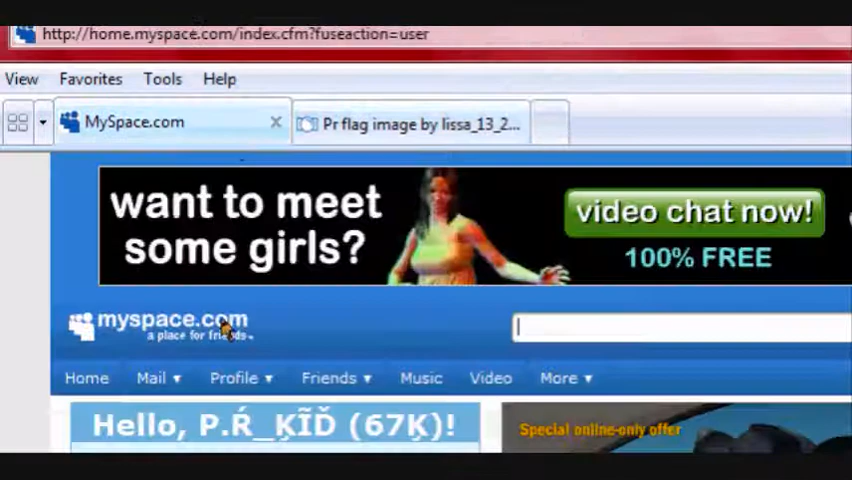 http://home.myspace.com/index.cfm?fuseaction=user
View Favorites Tools Help
MySpace.com Pr flag image by lissa_13_2...
want to meet
some girls?
video chat now!
100% FREE
myspace.com
a place for friends
Home Mail Profile Friends Music Video More
Hello, P.Ŕ_ĶĨĎ (67Ķ)!
Special online-only offer